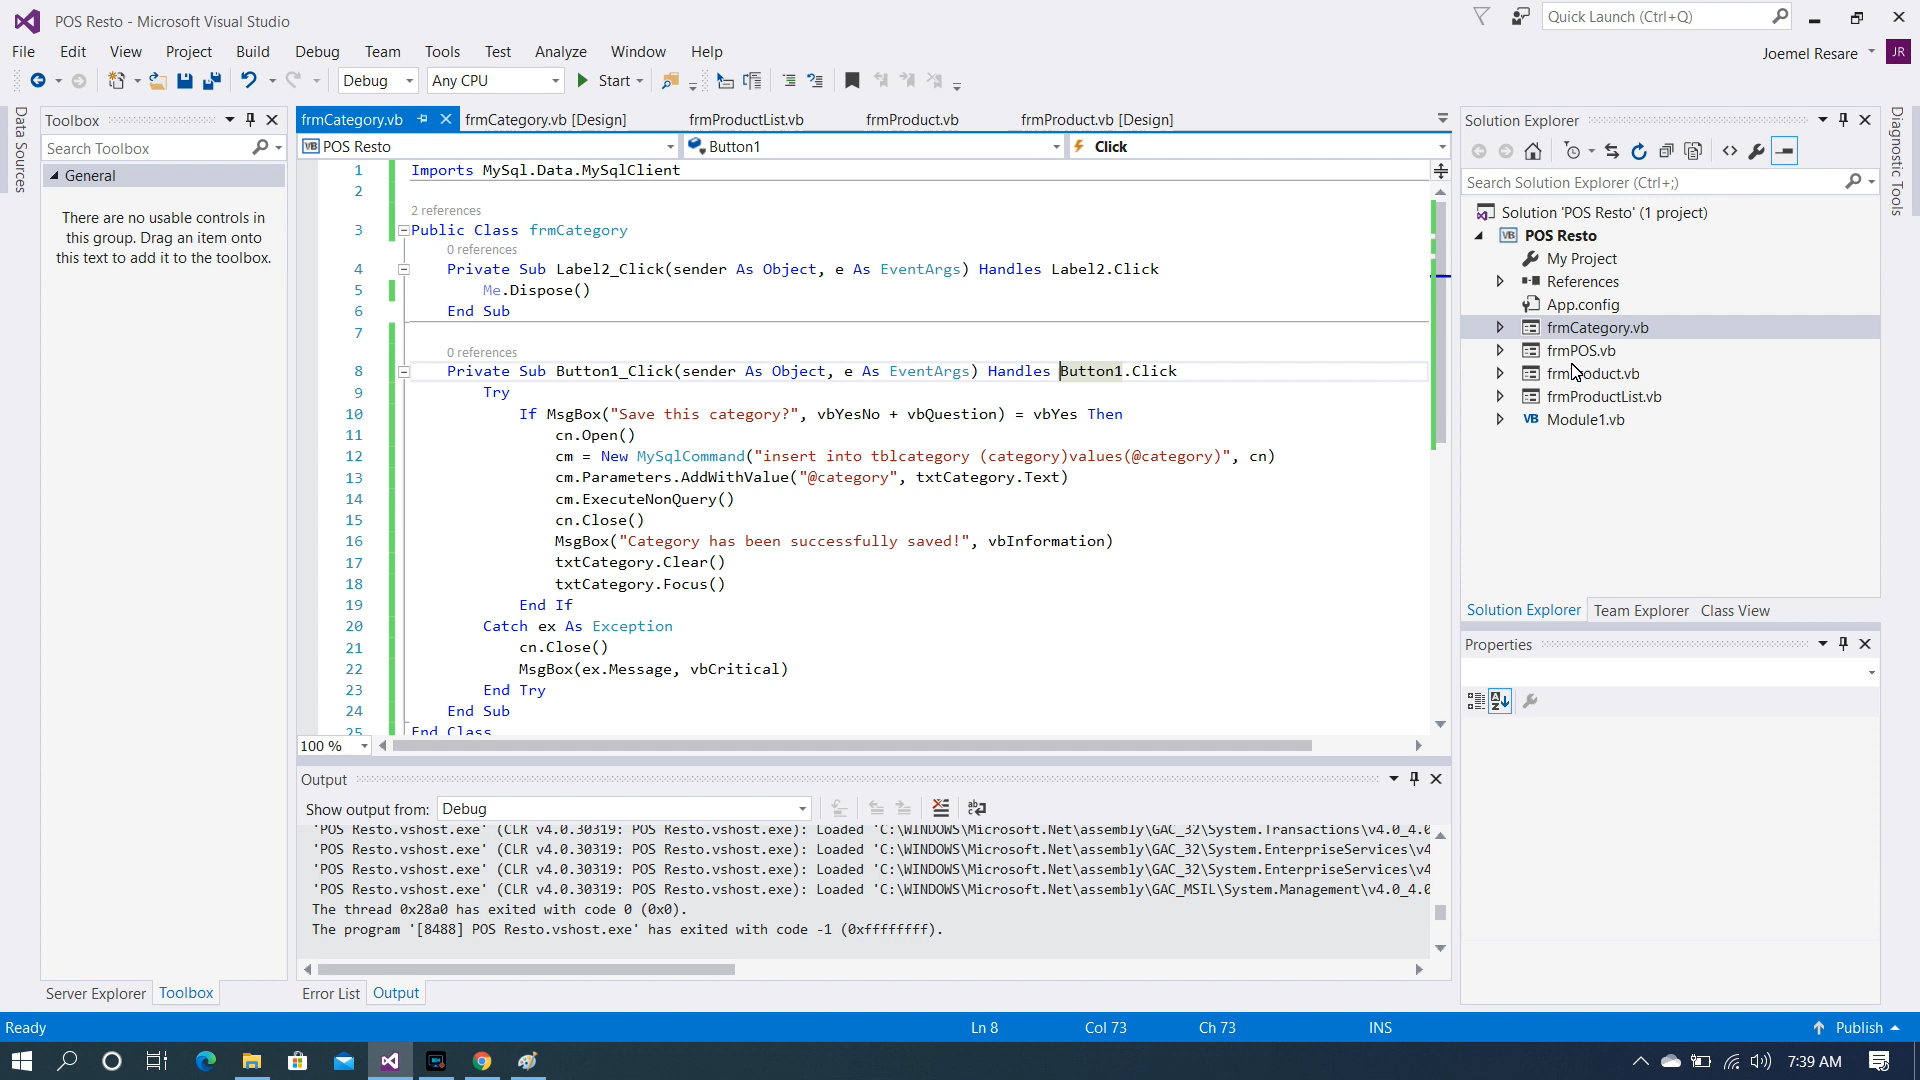 POS Resto - Microsoft Visual Studio
Quick Launch (Ctrl+Q)
File Edit View Project Build Debug Team Tools Test Analyze Window Help
Joemel Resare
JR
Debug
Any CPU
Start
Data Sources
Toolbox
Search Toolbox
General
There are no usable controls in
this group. Drag an item onto
this text to add it to the toolbox.
Server Explorer Toolbox
frmCategory.vb
frmCategory.vb [Design]
frmProductList.vb
frmProduct.vb
frmProduct.vb [Design]
VB POS Resto
Button1
Click
1 Imports MySql.Data.MySqlClient
2
2 references
3 Public Class frmCategory
0 references
4 Private Sub Label2_Click(sender As Object, e As EventArgs) Handles Label2.Click
5 Me.Dispose()
6 End Sub
7
0 references
8 Private Sub Button1_Click(sender As Object, e As EventArgs) Handles Button1.Click
9 Try
10 If MsgBox("Save this category?", vbYesNo + vbQuestion) = vbYes Then
11 cn.Open()
12 cm = New MySqlCommand("insert into tblcategory (category)values(@category)", cn)
13 cm.Parameters.AddWithValue("@category", txtCategory.Text)
14 cm.ExecuteNonQuery()
15 cn.Close()
16 MsgBox("Category has been successfully saved!", vbInformation)
17 txtCategory.Clear()
18 txtCategory.Focus()
19 End If
20 Catch ex As Exception
21 cn.Close()
22 MsgBox(ex.Message, vbCritical)
23 End Try
24 End Sub
25 End Class
100 %
Output
Show output from: Debug
'POS Resto.vshost.exe' (CLR v4.0.30319: POS Resto.vshost.exe): Loaded 'C:\WINDOWS\Microsoft.Net\assembly\GAC_32\System.Transactions\v4.0_4.0
'POS Resto.vshost.exe' (CLR v4.0.30319: POS Resto.vshost.exe): Loaded 'C:\WINDOWS\Microsoft.Net\assembly\GAC_32\System.EnterpriseServices\v4
'POS Resto.vshost.exe' (CLR v4.0.30319: POS Resto.vshost.exe): Loaded 'C:\WINDOWS\Microsoft.Net\assembly\GAC_32\System.EnterpriseServices\v4
'POS Resto.vshost.exe' (CLR v4.0.30319: POS Resto.vshost.exe): Loaded 'C:\WINDOWS\Microsoft.Net\assembly\GAC_MSIL\System.Management\v4.0_4.0
The thread 0x28a0 has exited with code 0 (0x0).
The program '[8488] POS Resto.vshost.exe' has exited with code -1 (0xffffffff).
Error List Output
Solution Explorer
Search Solution Explorer (Ctrl+;)
Solution 'POS Resto' (1 project)
VB POS Resto
My Project
References
App.config
frmCategory.vb
frmPOS.vb
frmProduct.vb
frmProductList.vb
VB Module1.vb
Solution Explorer Team Explorer Class View
Properties
Diagnostic Tools
Ready
Ln 8
Col 73
Ch 73
INS
Publish
7:39 AM